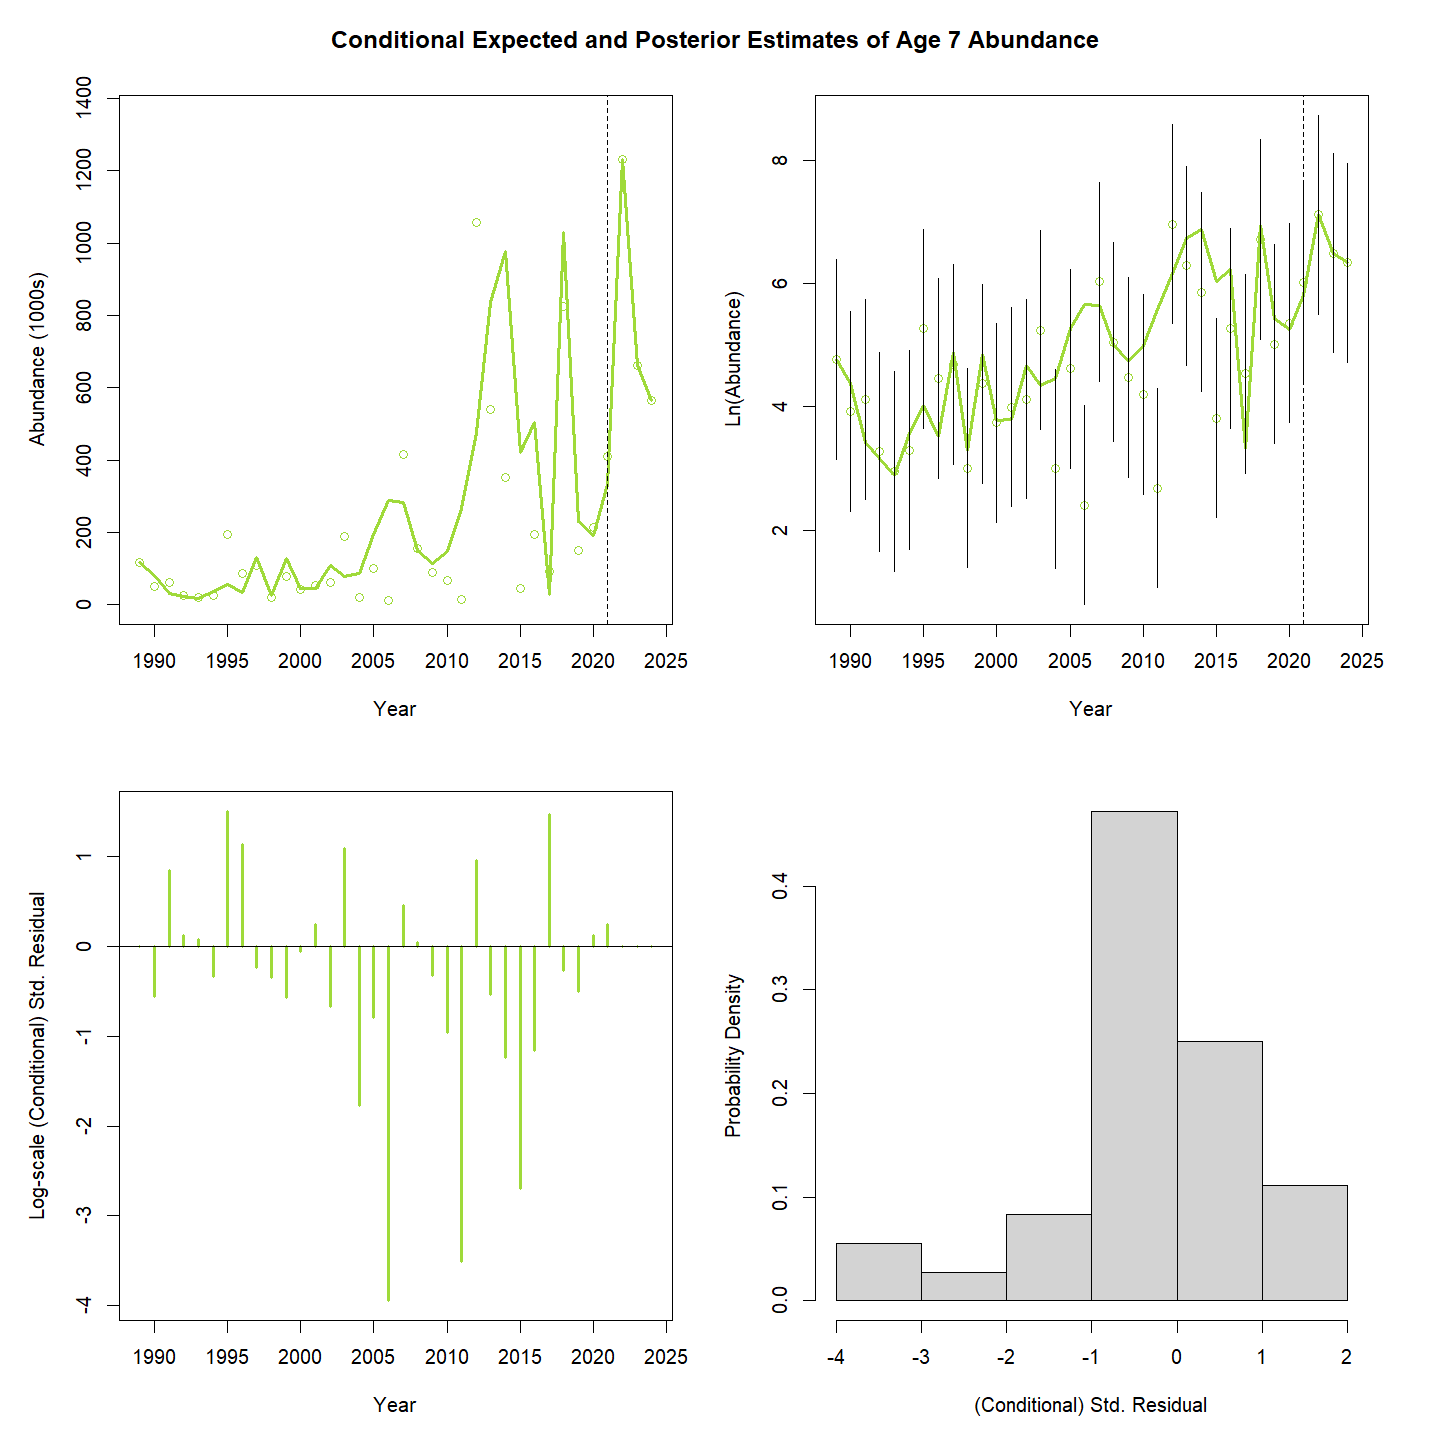 Conditional Expected and Posterior Estimates of Age 7 Abundance
Abundance (1000s)
0 200 400 600 800 1000 1200 1400
1990 1995 2000 2005 2010 2015 2020 2025
Year
Ln(Abundance)
2 4 6 8
1990 1995 2000 2005 2010 2015 2020 2025
Year
Log-scale (Conditional) Std. Residual
-4 -3 -2 -1 0 1
1990 1995 2000 2005 2010 2015 2020 2025
Year
Probability Density
0.0 0.1 0.2 0.3 0.4
-4 -3 -2 -1 0 1 2
(Conditional) Std. Residual